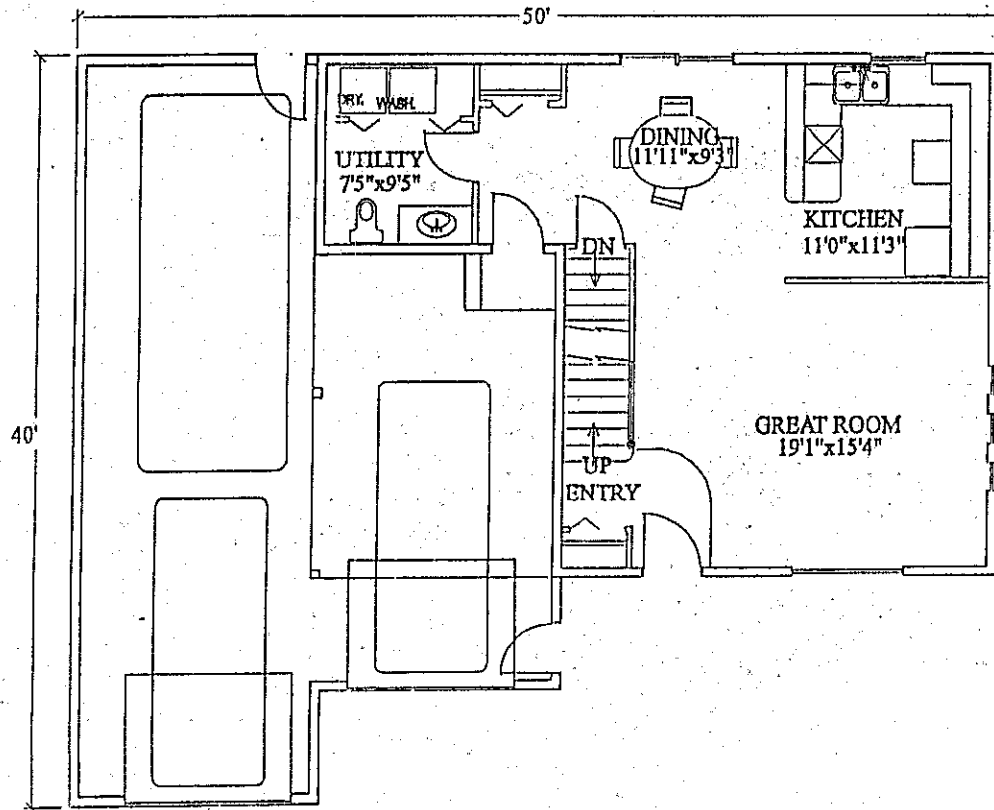 50'
DRY.
WASH.
UTILITY
7'5"x9'5"
DINING
11'11"x9'3"
KITCHEN
11'0"x11'3"
DN
40'
GREAT ROOM
19'1"x15'4"
UP
ENTRY